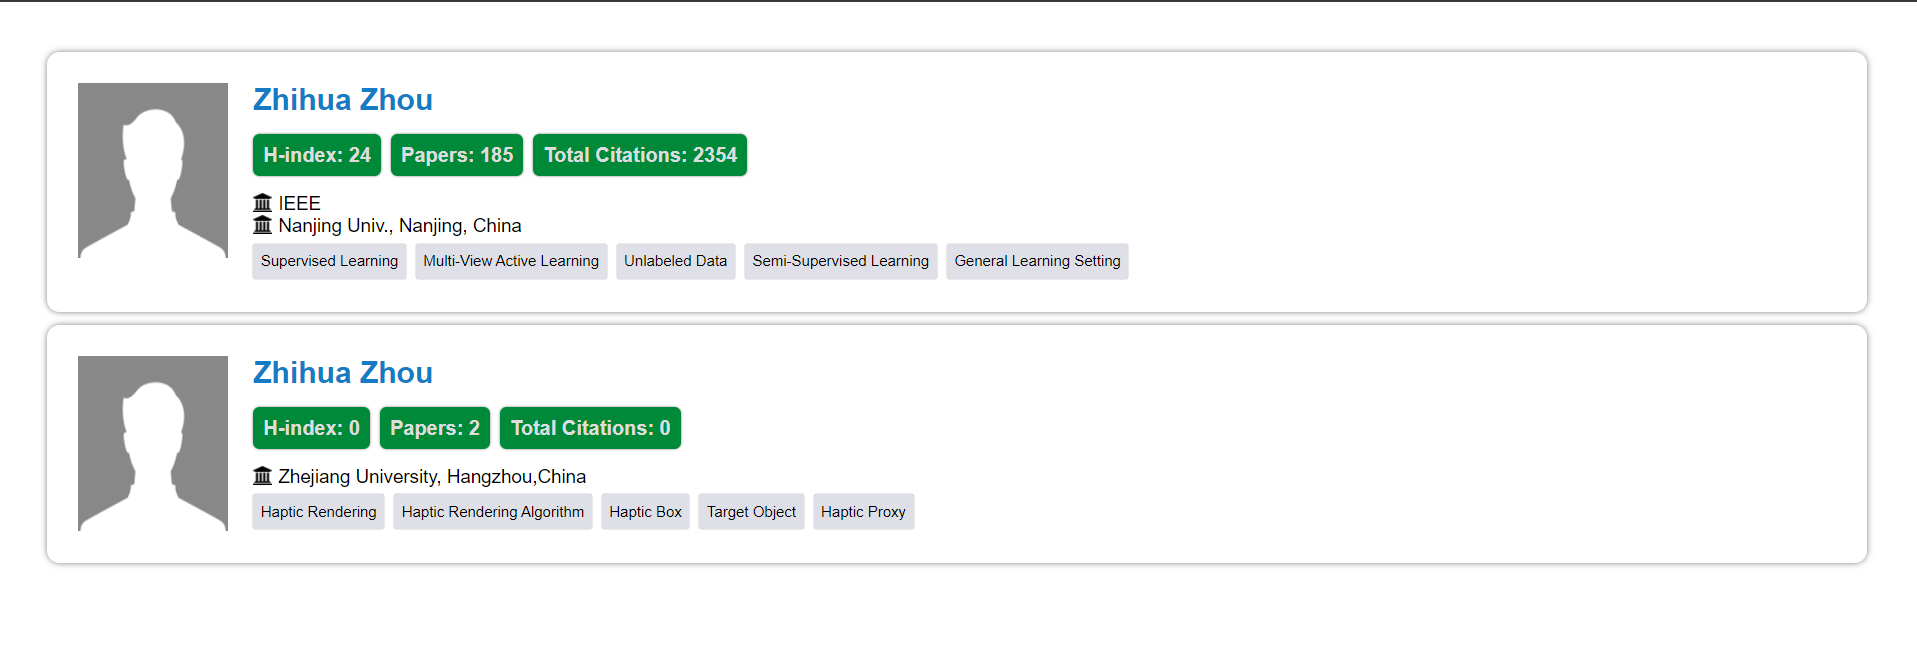 Zhihua Zhou
H-index: 24 Papers: 185 Total Citations: 2354
IEEE
Nanjing Univ., Nanjing, China
Supervised Learning Multi-View Active Learning Unlabeled Data Semi-Supervised Learning General Learning Setting
Zhihua Zhou
H-index: 0 Papers: 2 Total Citations: 0
Zhejiang University, Hangzhou,China
Haptic Rendering Haptic Rendering Algorithm Haptic Box Target Object Haptic Proxy